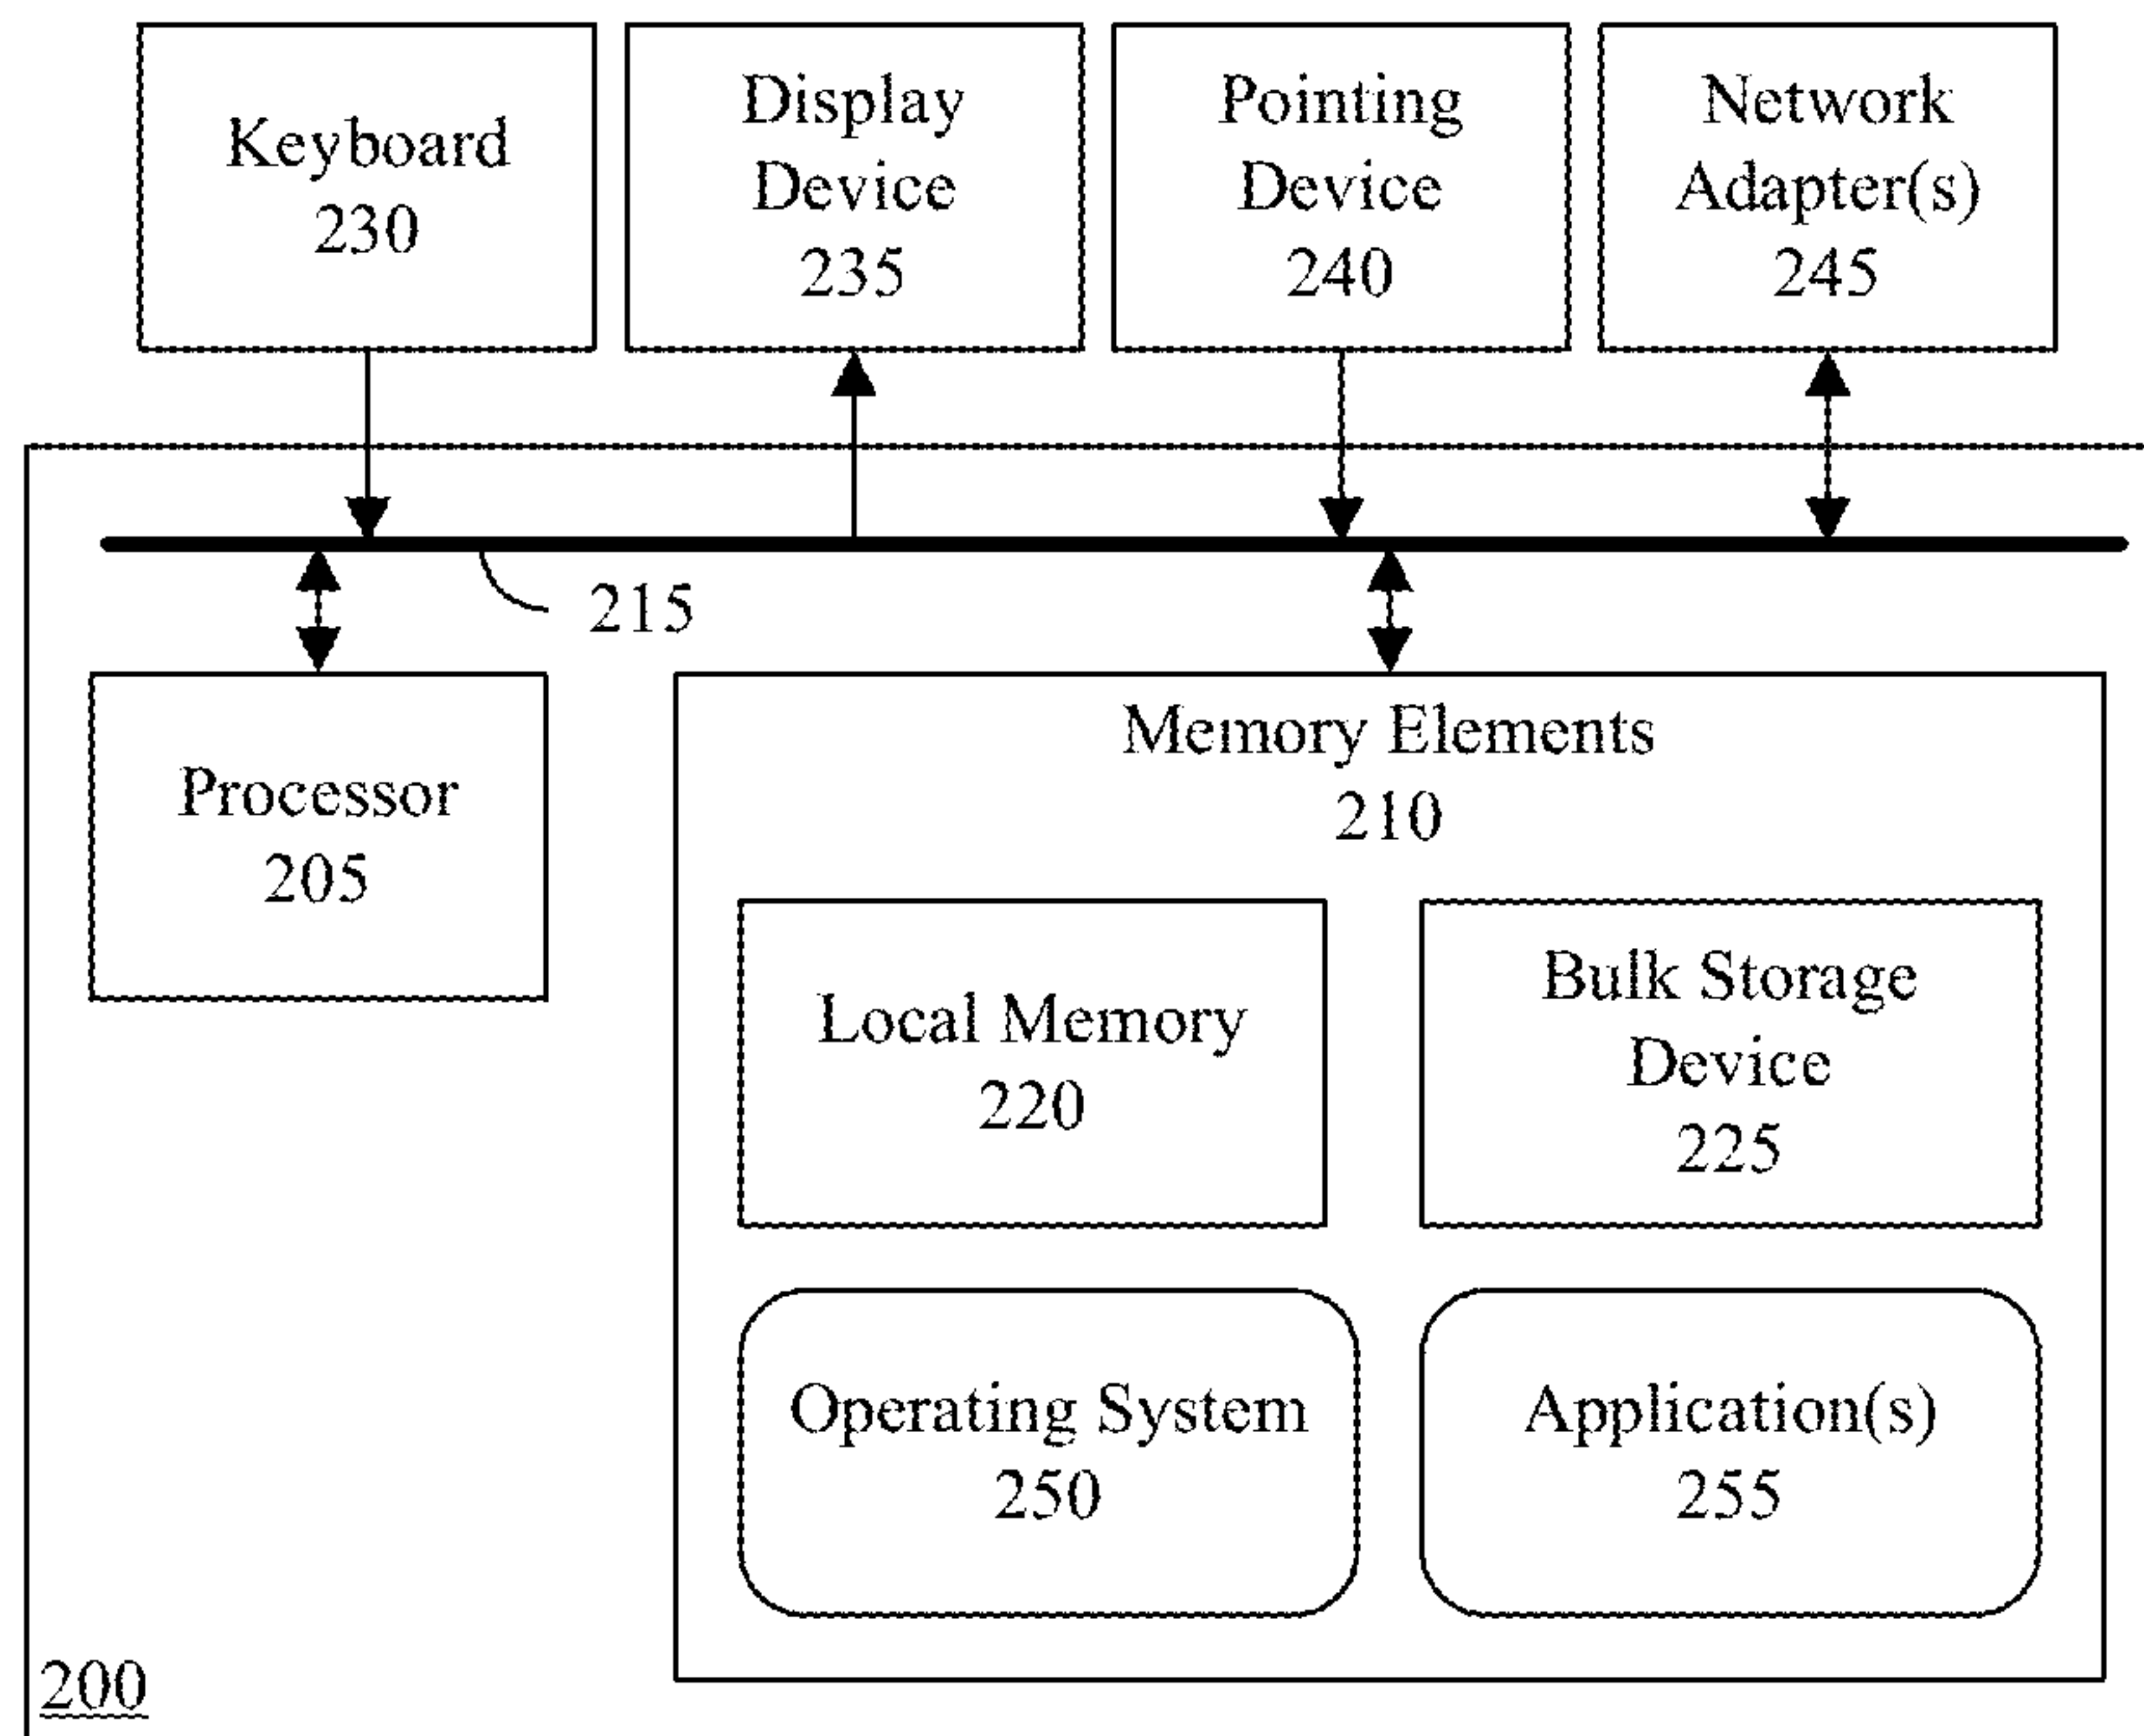 Keyboard
230
Display
Device
235
Pointing
Device
240
Network
Adapter(s)
245
215
Processor
205
Memory Elements
210
Local Memory
220
Bulk Storage
Device
225
Operating System
250
Application(s)
255
200